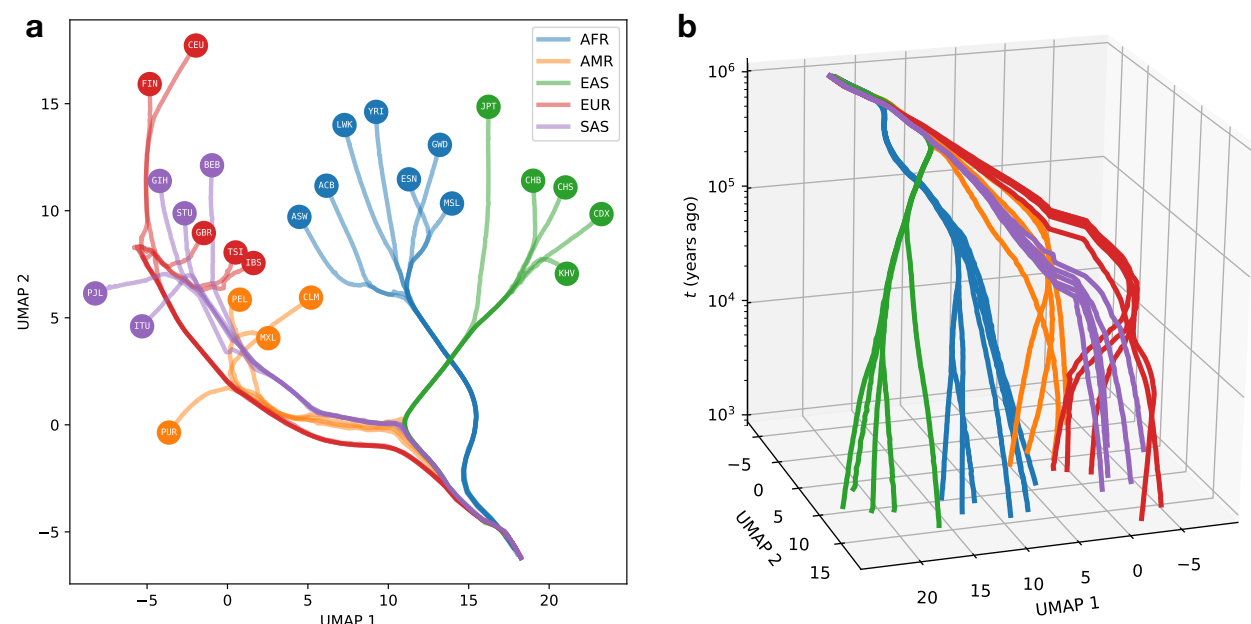 a
b
CEU
FIN
BEB
GIH
STU
GBR
TSI
IBS
PJL
ITU
PEL
CLM
MXL
PUR
YRI
LWK
GWD
ACB
ESN
MSL
ASW
JPT
CHB
CHS
CDX
KHV
AFR
AMR
EAS
EUR
SAS
15
10
5
0
−5
UMAP 2
−5 0 5 10 15 20
UMAP 1
10⁶
10⁵
10⁴
10³
t (years ago)
−5
0
5
10
15
UMAP 2
20 15 10 5 0 −5
UMAP 1